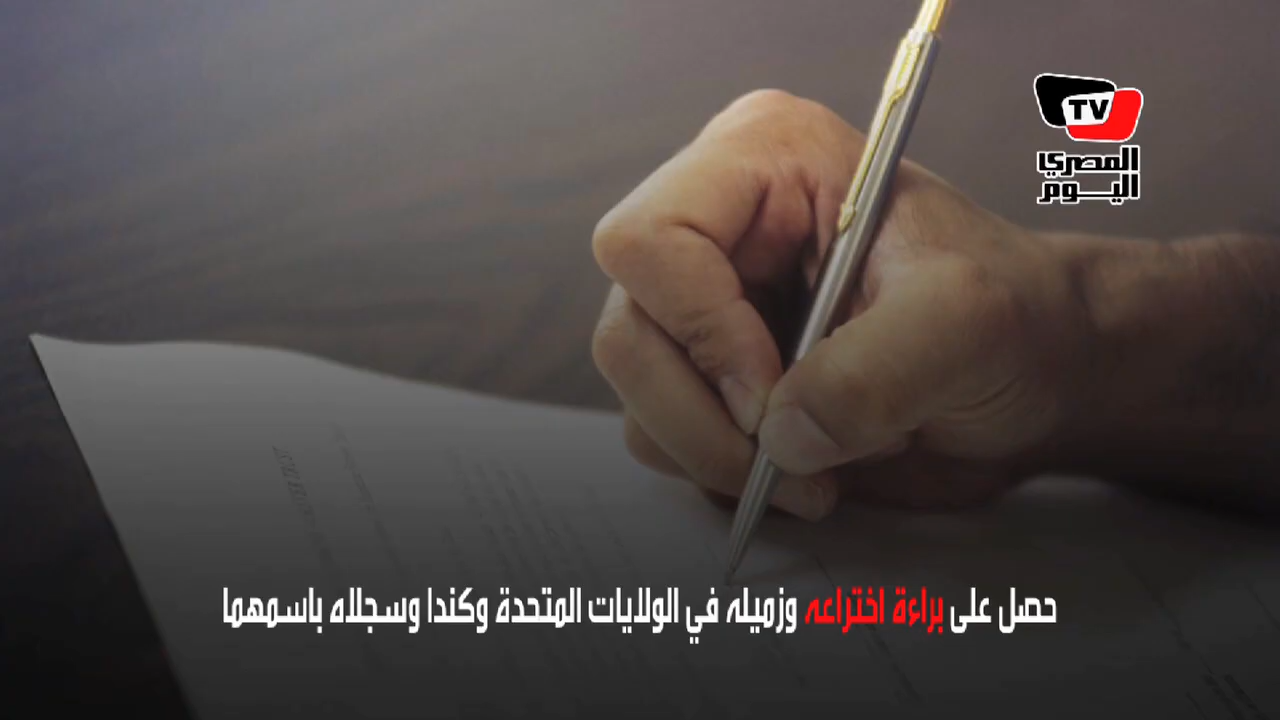 TV
المصري
اليوم
حصل على براءة اختراعه وزميله في الولايات المتحدة وكندا وسجلاه باسمهما